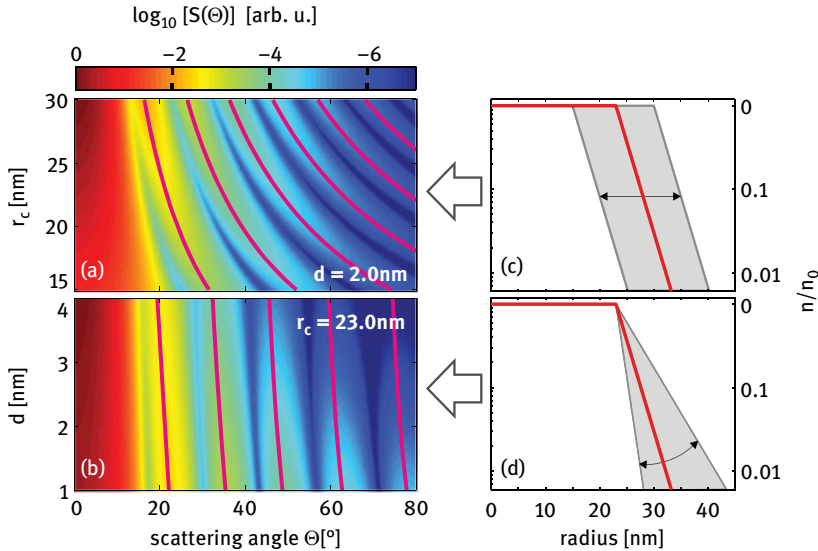 log10 [S(Θ)] [arb. u.]
0 −2 −4 −6
30
25
20
15
rc [nm]
(a)
d = 2.0nm
4
3
2
1
d [nm]
(b)
rc = 23.0nm
0 20 40 60 80
scattering angle Θ[°]
(c)
0
0.1
0.01
(d)
0
0.1
0.01
n/n0
0 10 20 30 40
radius [nm]